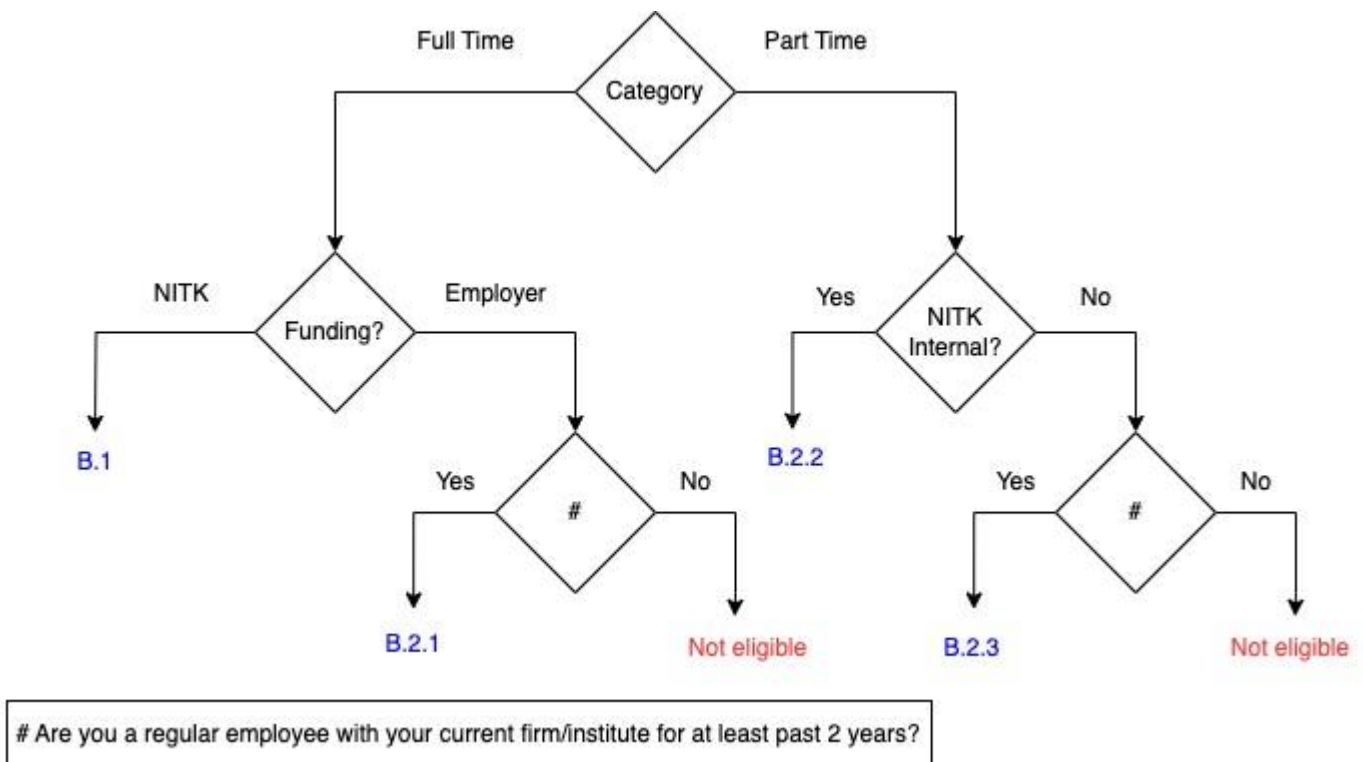 Full Time
Part Time
Category
NITK
Employer
Yes
No
Funding?
NITK
Internal?
B.1
B.2.2
Yes
No
Yes
No
#
#
B.2.1
Not eligible
B.2.3
Not eligible
# Are you a regular employee with your current firm/institute for at least past 2 years?